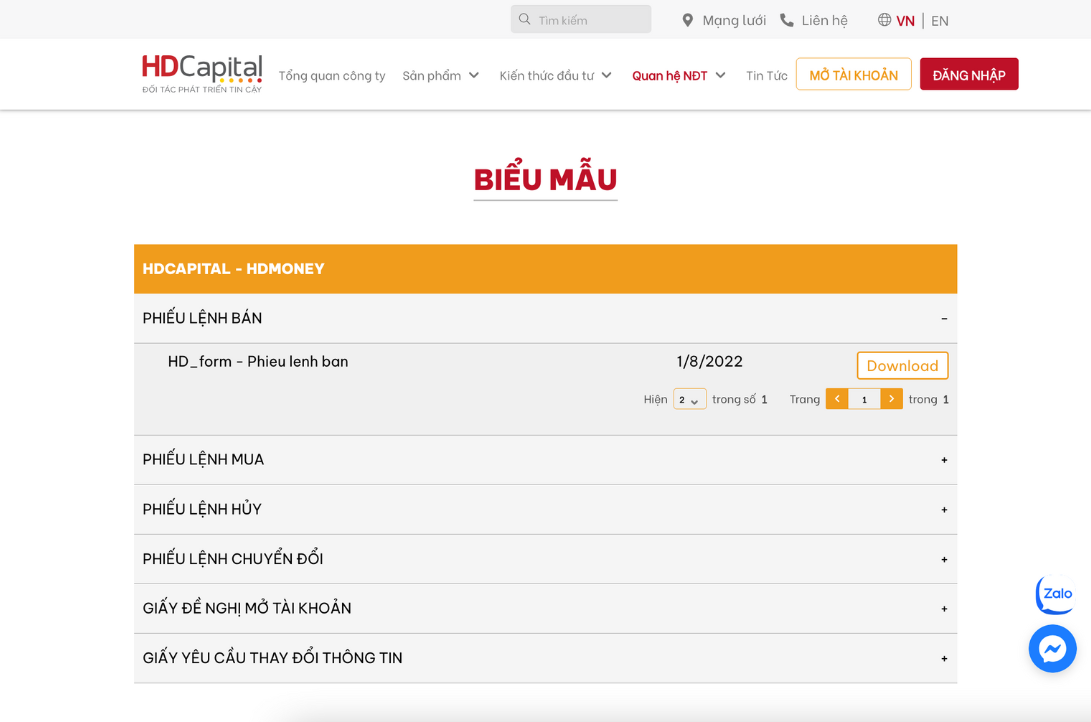 Tìm kiếm
Mạng lưới
Liên hệ
VN | EN
HDCapital
ĐỐI TÁC PHÁT TRIỂN TIN CẬY
Tổng quan công ty
Sản phẩm
Kiến thức đầu tư
Quan hệ NĐT
Tin Tức
MỞ TÀI KHOẢN
ĐĂNG NHẬP
BIỂU MẪU
HDCAPITAL - HDMONEY
PHIẾU LỆNH BÁN -
HD_form - Phieu lenh ban 1/8/2022 Download
Hiện 2 trong số 1 Trang 1 trong 1
PHIẾU LỆNH MUA +
PHIẾU LỆNH HỦY +
PHIẾU LỆNH CHUYỂN ĐỔI +
GIẤY ĐỀ NGHỊ MỞ TÀI KHOẢN +
GIẤY YÊU CẦU THAY ĐỔI THÔNG TIN +
Zalo